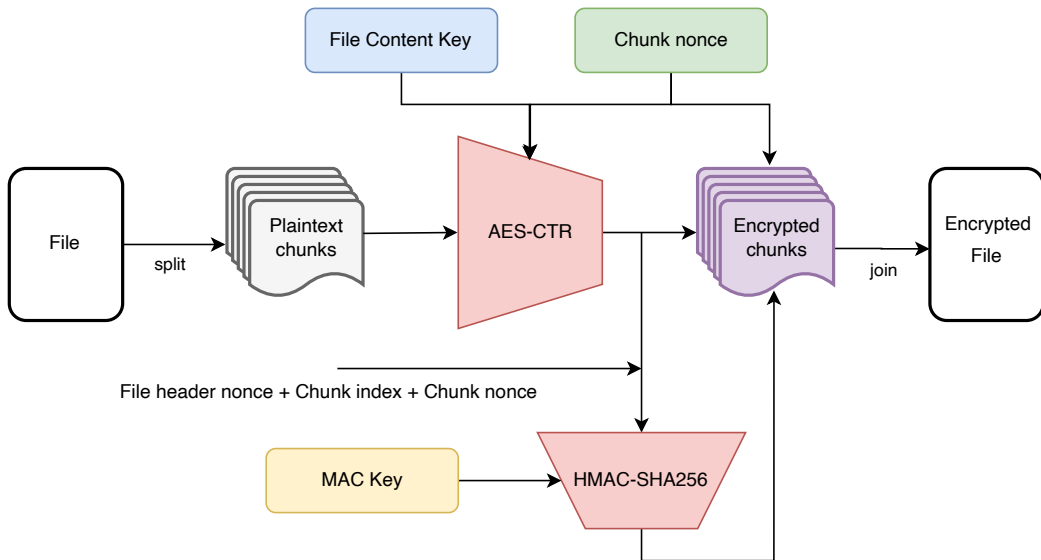 File Content Key
Chunk nonce
File
split
Plaintext
chunks
AES-CTR
Encrypted
chunks
join
Encrypted
File
File header nonce + Chunk index + Chunk nonce
MAC Key
HMAC-SHA256